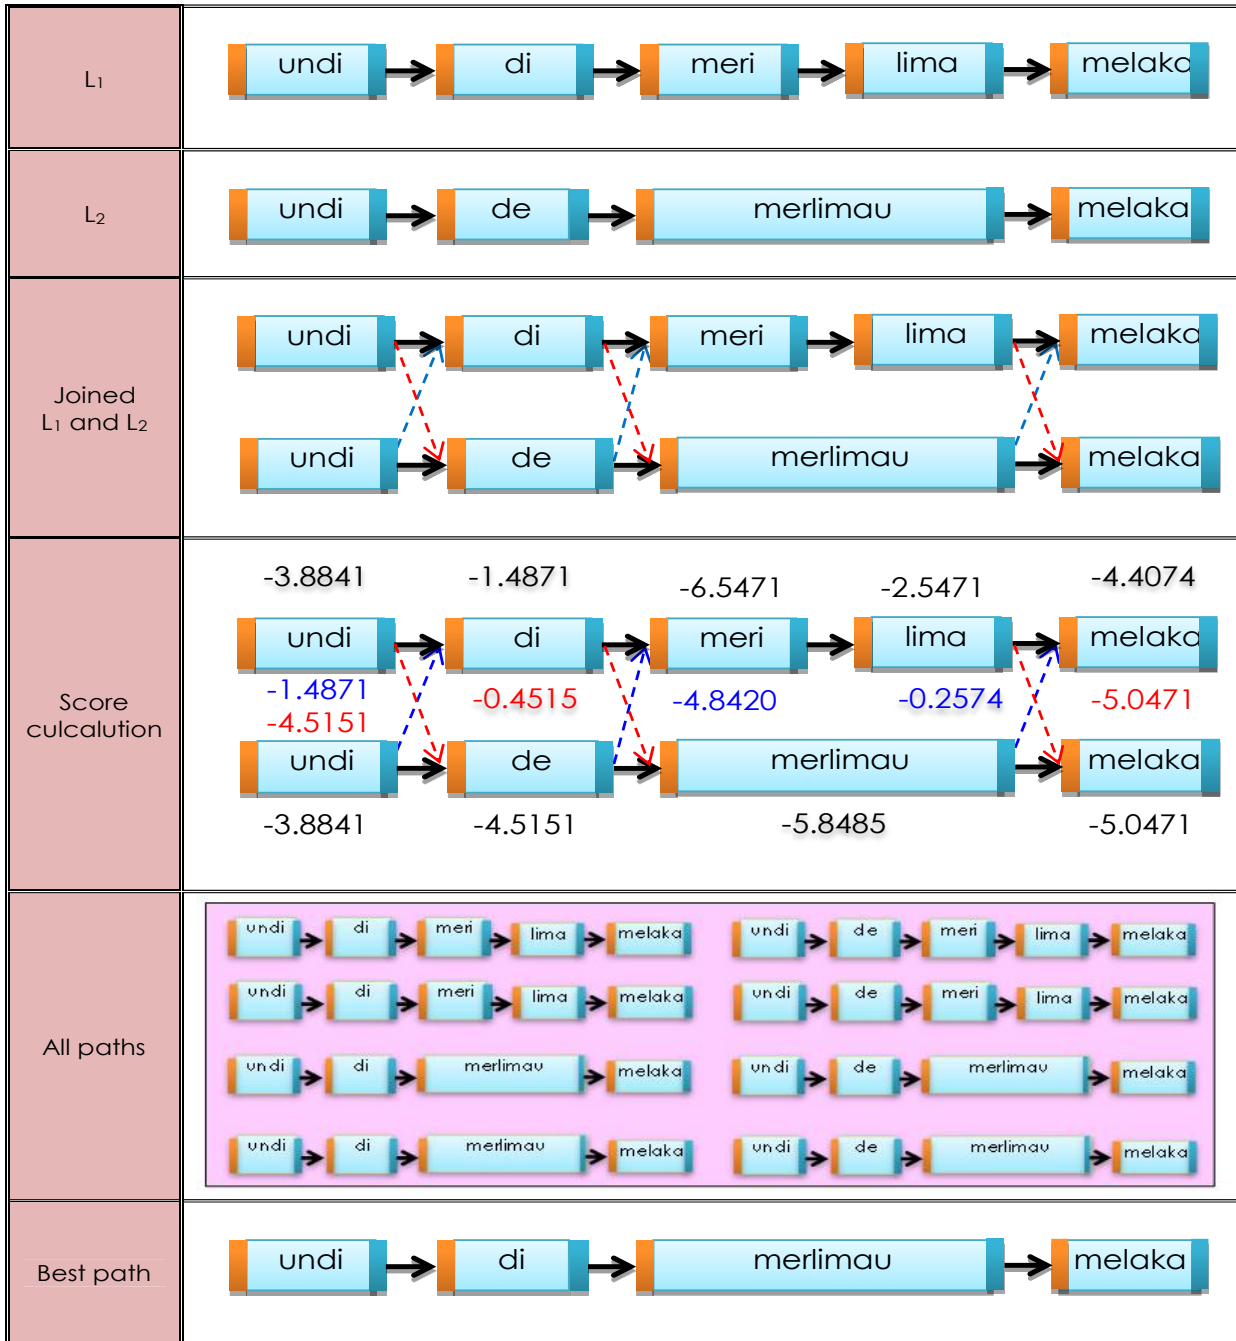 L1
undi di meri lima melaka
L2
undi de merlimau melaka
Joined
L1 and L2
undi di meri lima melaka
undi de merlimau melaka
Score
culcalution
-3.8841 -1.4871 -6.5471 -2.5471 -4.4074
undi di meri lima melaka
-1.4871 -0.4515 -4.8420 -0.2574 -5.0471
-4.5151
undi de merlimau melaka
-3.8841 -4.5151 -5.8485 -5.0471
All paths
undi di meri lima melaka undi de meri lima melaka
undi di meri lima melaka undi de meri lima melaka
undi di merlimau melaka undi de merlimau melaka
undi di merlimau melaka undi de merlimau melaka
Best path
undi di merlimau melaka